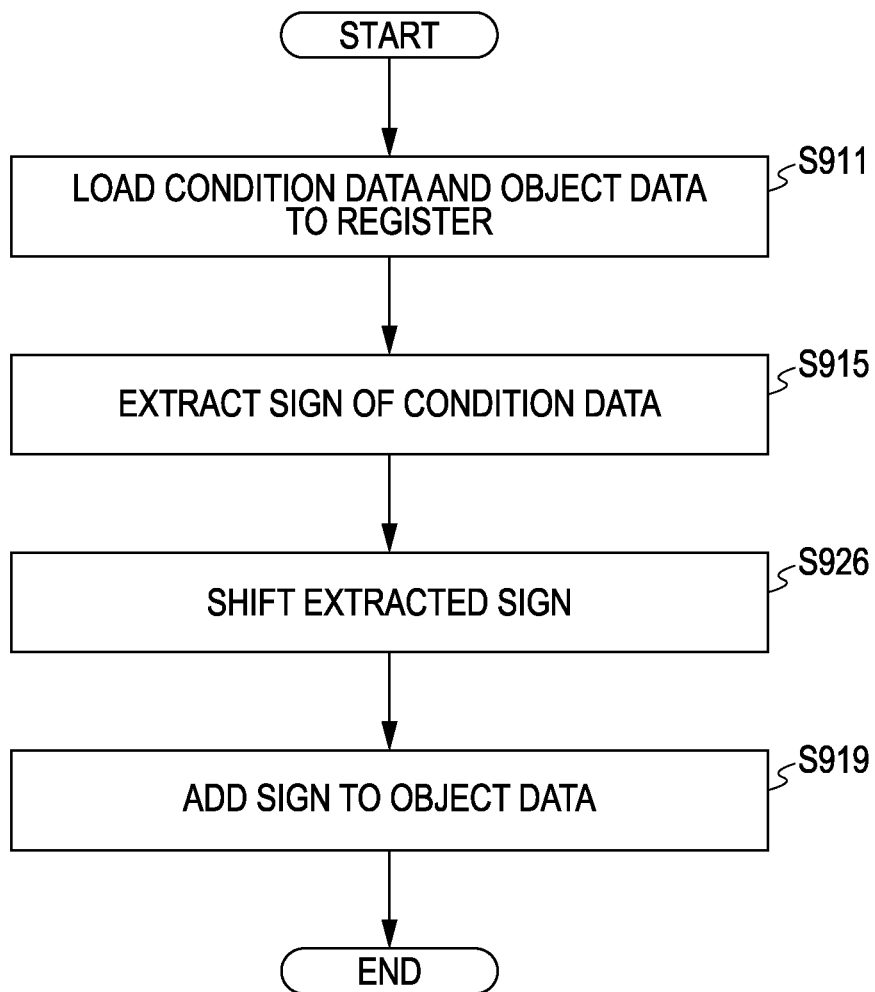 START
S911
LOAD CONDITION DATA AND OBJECT DATA
TO REGISTER
S915
EXTRACT SIGN OF CONDITION DATA
S926
SHIFT EXTRACTED SIGN
S919
ADD SIGN TO OBJECT DATA
END